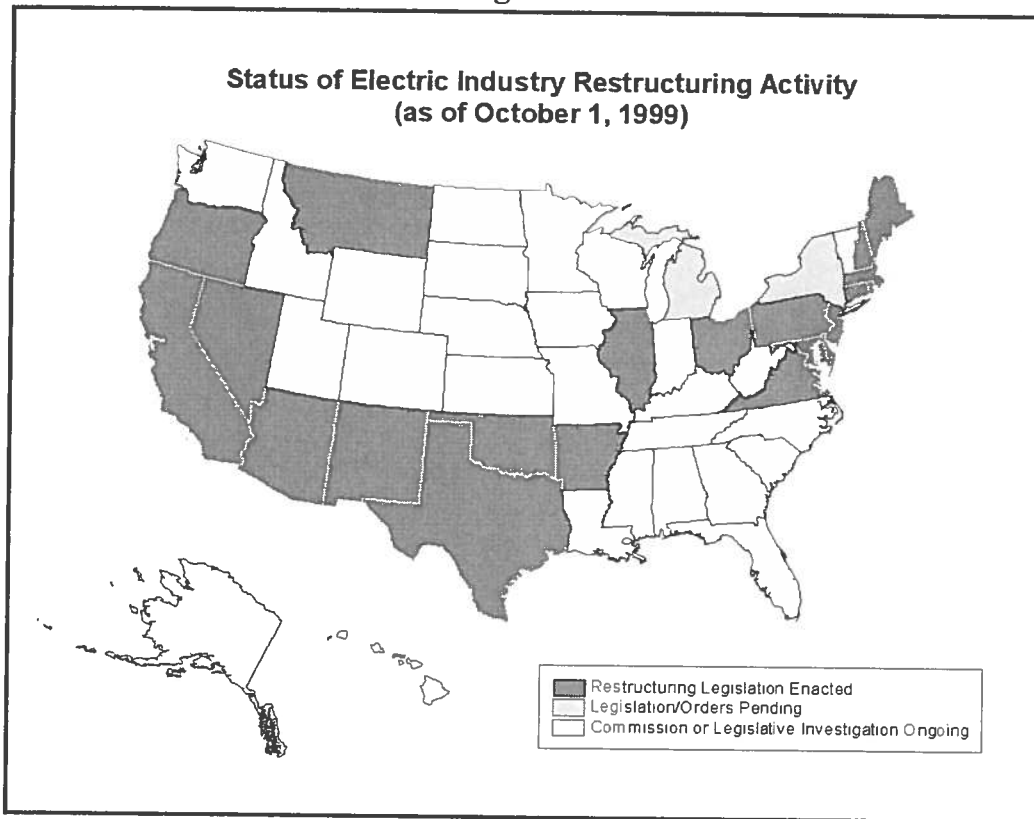 Status of Electric Industry Restructuring Activity
(as of October 1, 1999)
Restructuring Legislation Enacted
Legislation/Orders Pending
Commission or Legislative Investigation Ongoing